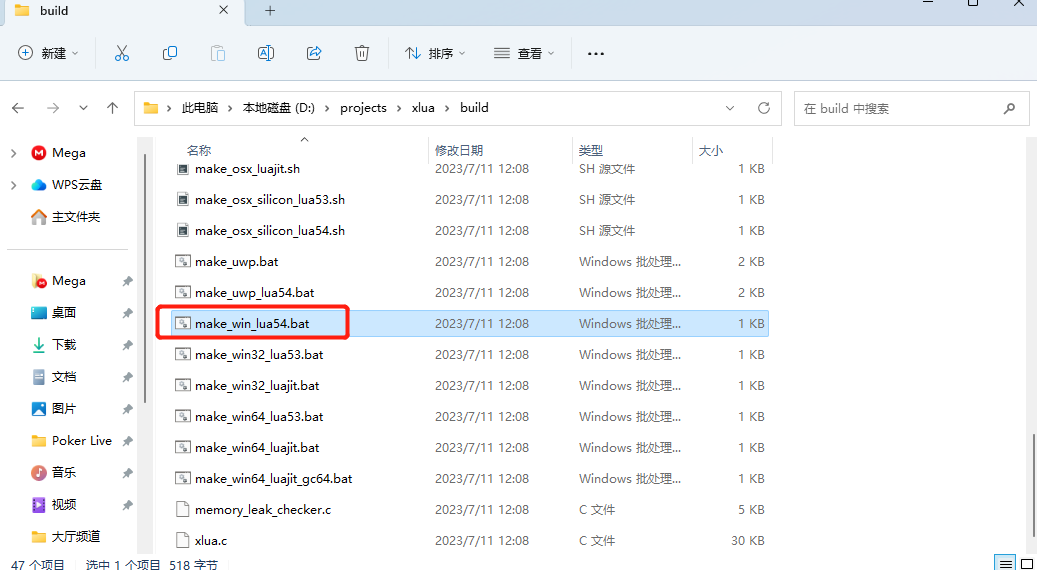 build
新建
排序
查看
此电脑 本地磁盘 (D:) projects xlua build
在 build 中搜索
Mega
WPS云盘
主文件夹
Mega
桌面
下载
文档
图片
Poker Live
音乐
视频
大厅频道
名称 修改日期 类型 大小
make_osx_luajit.sh 2023/7/11 12:08 SH 源文件 1 KB
make_osx_silicon_lua53.sh 2023/7/11 12:08 SH 源文件 1 KB
make_osx_silicon_lua54.sh 2023/7/11 12:08 SH 源文件 1 KB
make_uwp.bat 2023/7/11 12:08 Windows 批处理... 2 KB
make_uwp_lua54.bat 2023/7/11 12:08 Windows 批处理... 2 KB
make_win_lua54.bat 2023/7/11 12:08 Windows 批处理... 1 KB
make_win32_lua53.bat 2023/7/11 12:08 Windows 批处理... 1 KB
make_win32_luajit.bat 2023/7/11 12:08 Windows 批处理... 1 KB
make_win64_lua53.bat 2023/7/11 12:08 Windows 批处理... 1 KB
make_win64_luajit.bat 2023/7/11 12:08 Windows 批处理... 1 KB
make_win64_luajit_gc64.bat 2023/7/11 12:08 Windows 批处理... 1 KB
memory_leak_checker.c 2023/7/11 12:08 C 文件 5 KB
xlua.c 2023/7/11 12:08 C 文件 30 KB
47 个项目 选中 1 个项目 518 字节